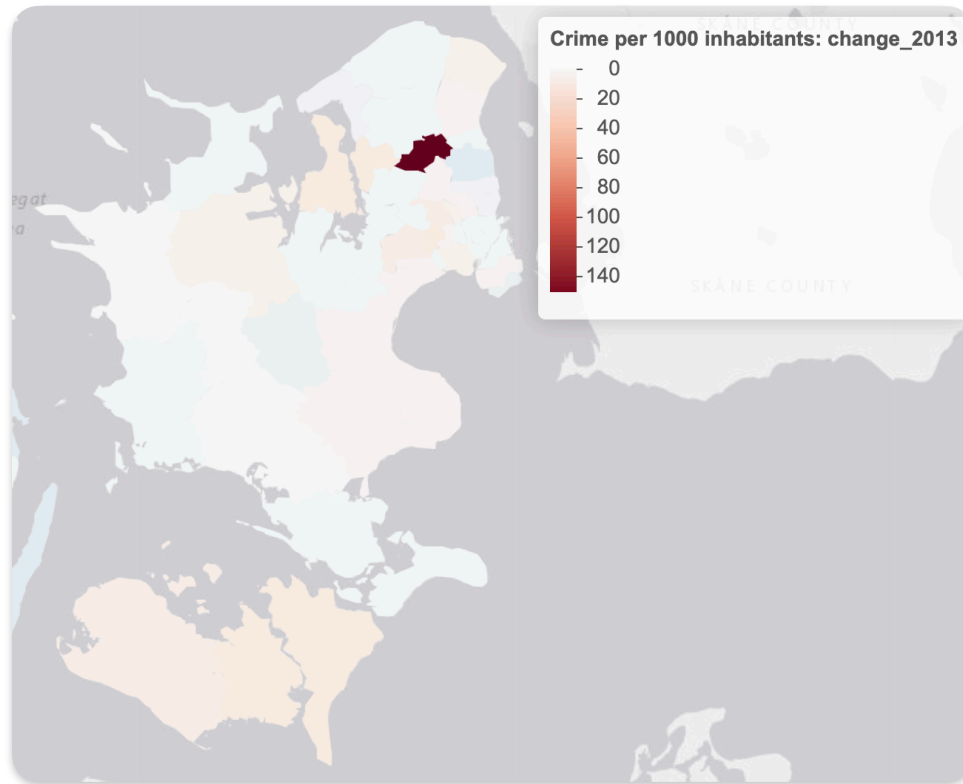 SKÅNE COUNTY
Crime per 1000 inhabitants: change_2013
0
20
40
60
80
100
120
140
egat
a
SKÅNE COUNTY